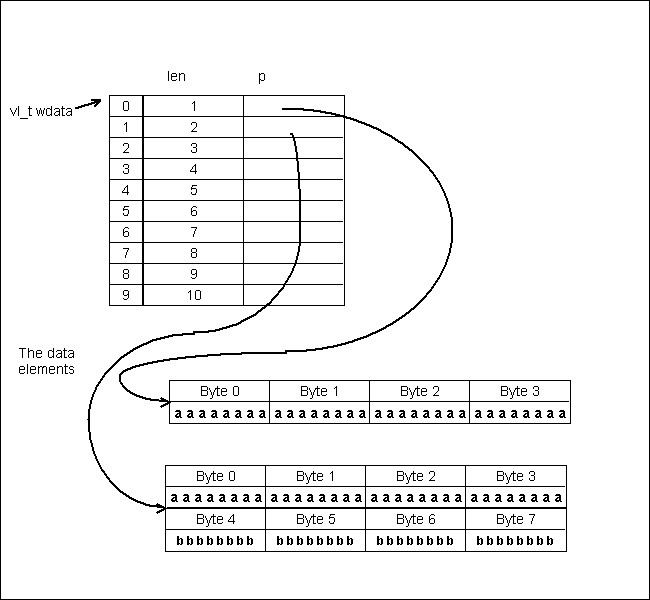 len p
vl_t wdata
0 1
1 2
2 3
3 4
4 5
5 6
6 7
7 8
8 9
9 10
The data
elements
Byte 0 Byte 1 Byte 2 Byte 3
a a a a a a a a a a a a a a a a a a a a a a a a a a a a a a a a
Byte 0 Byte 1 Byte 2 Byte 3
a a a a a a a a a a a a a a a a a a a a a a a a a a a a a a a a
Byte 4 Byte 5 Byte 6 Byte 7
b b b b b b b b b b b b b b b b b b b b b b b b b b b b b b b b